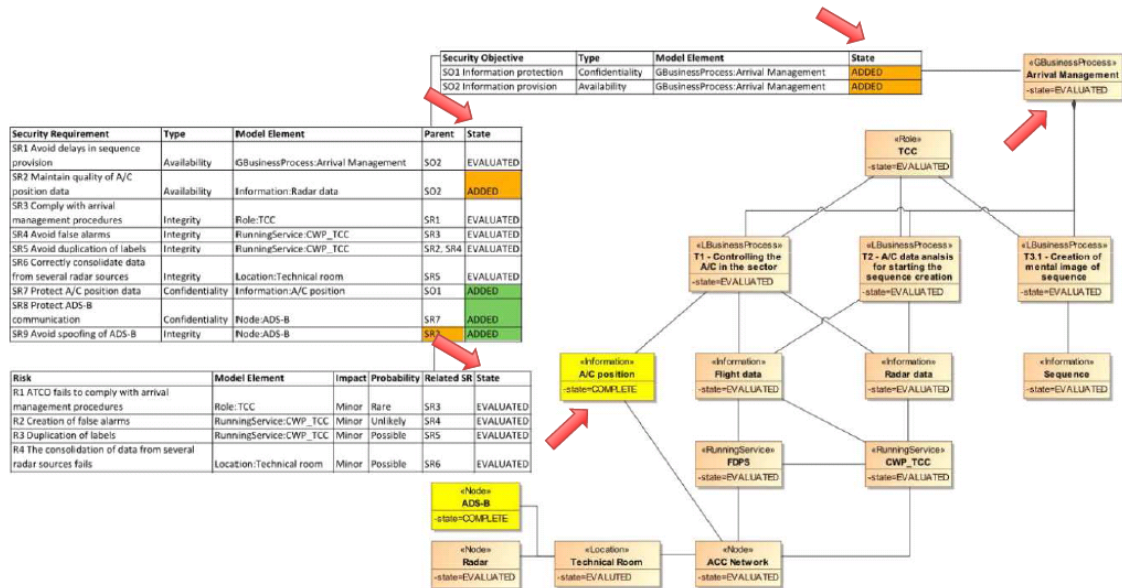 Security Objective Type Model Element State
SO1 Information protection Confidentiality GBusinessProcess:Arrival Management ADDED
SO2 Information provision Availability GBusinessProcess:Arrival Management ADDED
«GBusinessProcess»
Arrival Management
-state=EVALUATED
Security Requirement Type Model Element Parent State
SR1 Avoid delays in sequence
provision Availability GBusinessProcess:Arrival Management SO2 EVALUATED
SR2 Maintain quality of A/C
position data Availability Information:Radar data SO2 ADDED
SR3 Comply with arrival
management procedures Integrity Role:TCC SR1 EVALUATED
SR4 Avoid false alarms Integrity RunningService:CWP_TCC SR3 EVALUATED
SR5 Avoid duplication of labels Integrity RunningService:CWP_TCC SR2, SR4 EVALUATED
SR6 Correctly consolidate data
from several radar sources Integrity Location:Technical room SR5 EVALUATED
SR7 Protect A/C position data Confidentiality Information:A/C position SO1 ADDED
SR8 Protect ADS-B
communication Confidentiality Node:ADS-B SR7 ADDED
SR9 Avoid spoofing of ADS-B Integrity Node:ADS-B SR2 ADDED
«Role»
TCC
-state=EVALUATED
«LBusinessProcess»
T1 - Controlling the
A/C in the sector
-state=EVALUATED
«LBusinessProcess»
T2 - A/C data analsis
for starting the
sequence creation
-state=EVALUATED
«LBusinessProcess»
T3.1 - Creation of
mental image of
sequence
-state=EVALUATED
Risk Model Element Impact Probability Related SR State
R1 ATCO fails to comply with arrival
management procedures Role:TCC Minor Rare SR3 EVALUATED
R2 Creation of false alarms RunningService:CWP_TCC Minor Unlikely SR4 EVALUATED
R3 Duplication of labels RunningService:CWP_TCC Minor Possible SR5 EVALUATED
R4 The consolidation of data from several
radar sources fails Location:Technical room Minor Possible SR6 EVALUATED
«Information»
A/C position
-state=COMPLETE
«Information»
Flight data
-state=EVALUATED
«Information»
Radar data
-state=EVALUATED
«Information»
Sequence
-state=EVALUATED
«RunningService»
FDPS
-state=EVALUATED
«RunningService»
CWP_TCC
-state=EVALUATED
«Node»
ADS-B
-state=COMPLETE
«Node»
Radar
-state=EVALUATED
«Location»
Technical Room
-state=EVALUTED
«Node»
ACC Network
-state=EVALUATED